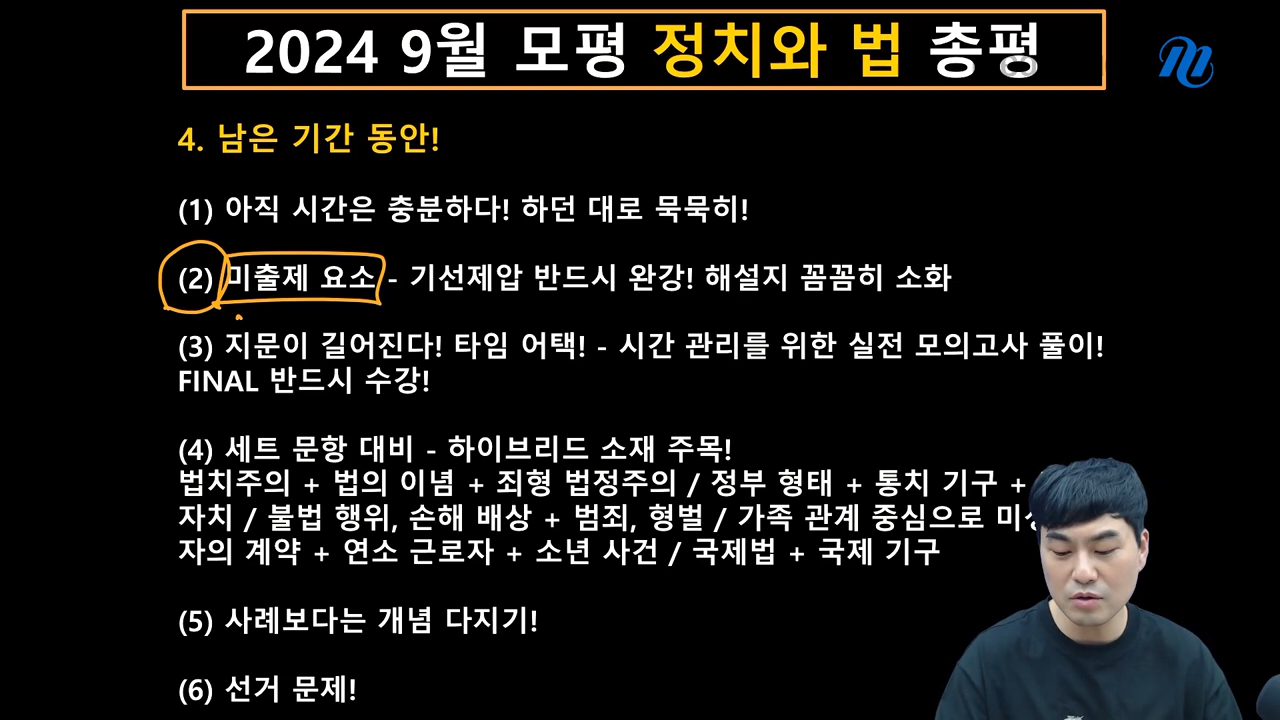 2024 9월 모평 정치와 법 총평
4. 남은 기간 동안!
(1) 아직 시간은 충분하다! 하던 대로 묵묵히!
(2) 미출제 요소 - 기선제압 반드시 완강! 해설지 꼼꼼히 소화
(3) 지문이 길어진다! 타임 어택! - 시간 관리를 위한 실전 모의고사 풀이!
FINAL 반드시 수강!
(4) 세트 문항 대비 - 하이브리드 소재 주목!
법치주의 + 법의 이념 + 죄형 법정주의 / 정부 형태 + 통치 기구 +
자치 / 불법 행위, 손해 배상 + 범죄, 형벌 / 가족 관계 중심으로
자의 계약 + 연소 근로자 + 소년 사건 / 국제법 + 국제 기구
(5) 사례보다는 개념 다지기!
(6) 선거 문제!